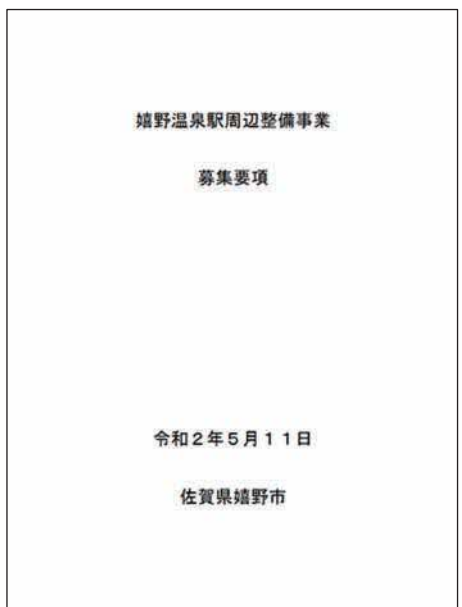 嬉野温泉駅周辺整備事業
募集要項
令和２年５月１１日
佐賀県嬉野市